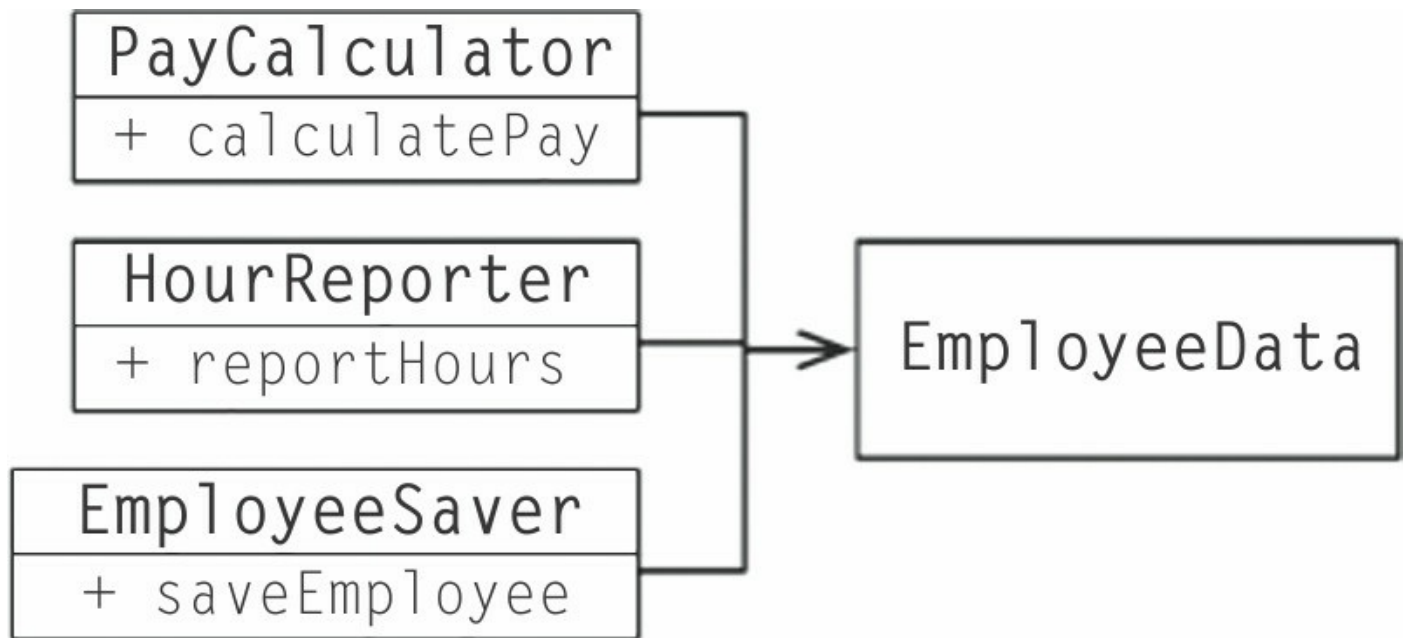 PayCalculator
+ calculatePay
HourReporter
+ reportHours
EmployeeData
EmployeeSaver
+ saveEmployee